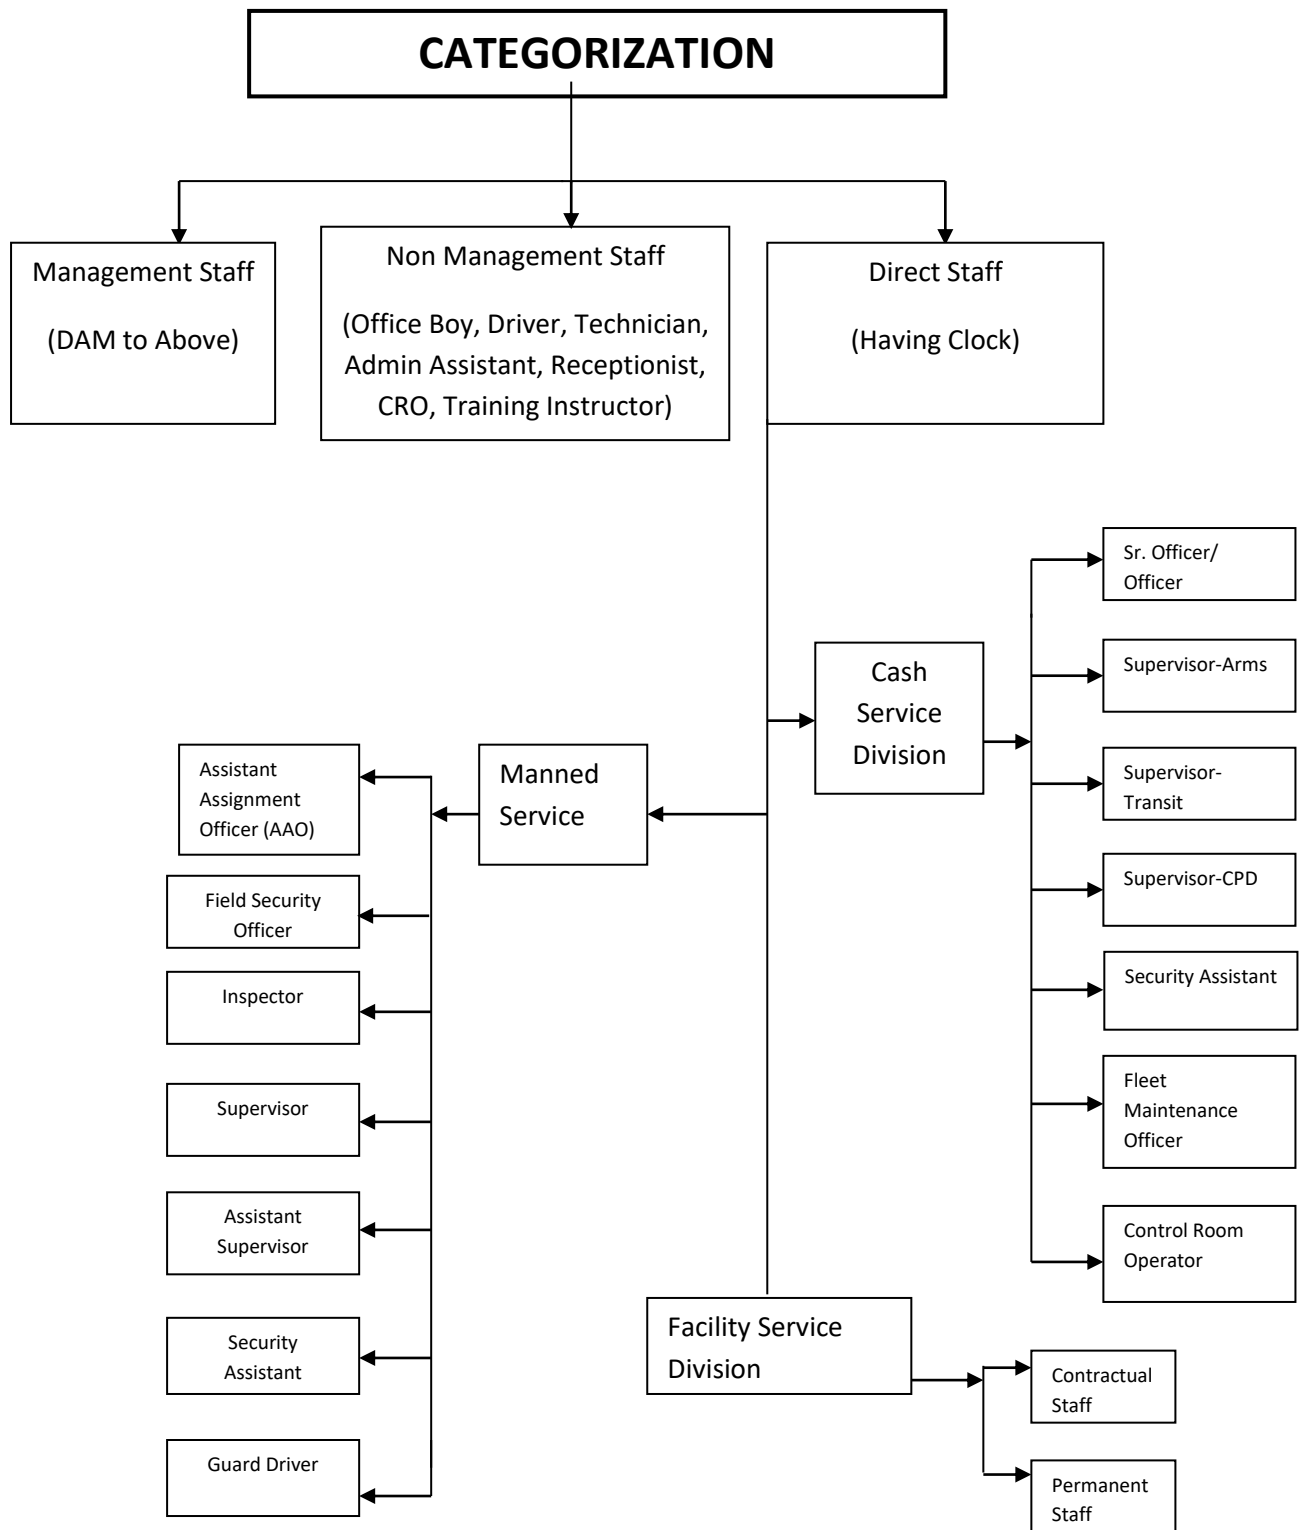 CATEGORIZATION
Management Staff
(DAM to Above)
Non Management Staff
(Office Boy, Driver, Technician,
Admin Assistant, Receptionist,
CRO, Training Instructor)
Direct Staff
(Having Clock)
Cash
Service
Division
Sr. Officer/
Officer
Supervisor-Arms
Supervisor-
Transit
Supervisor-CPD
Security Assistant
Fleet
Maintenance
Officer
Control Room
Operator
Manned
Service
Assistant
Assignment
Officer (AAO)
Field Security
Officer
Inspector
Supervisor
Assistant
Supervisor
Security
Assistant
Guard Driver
Facility Service
Division
Contractual
Staff
Permanent
Staff